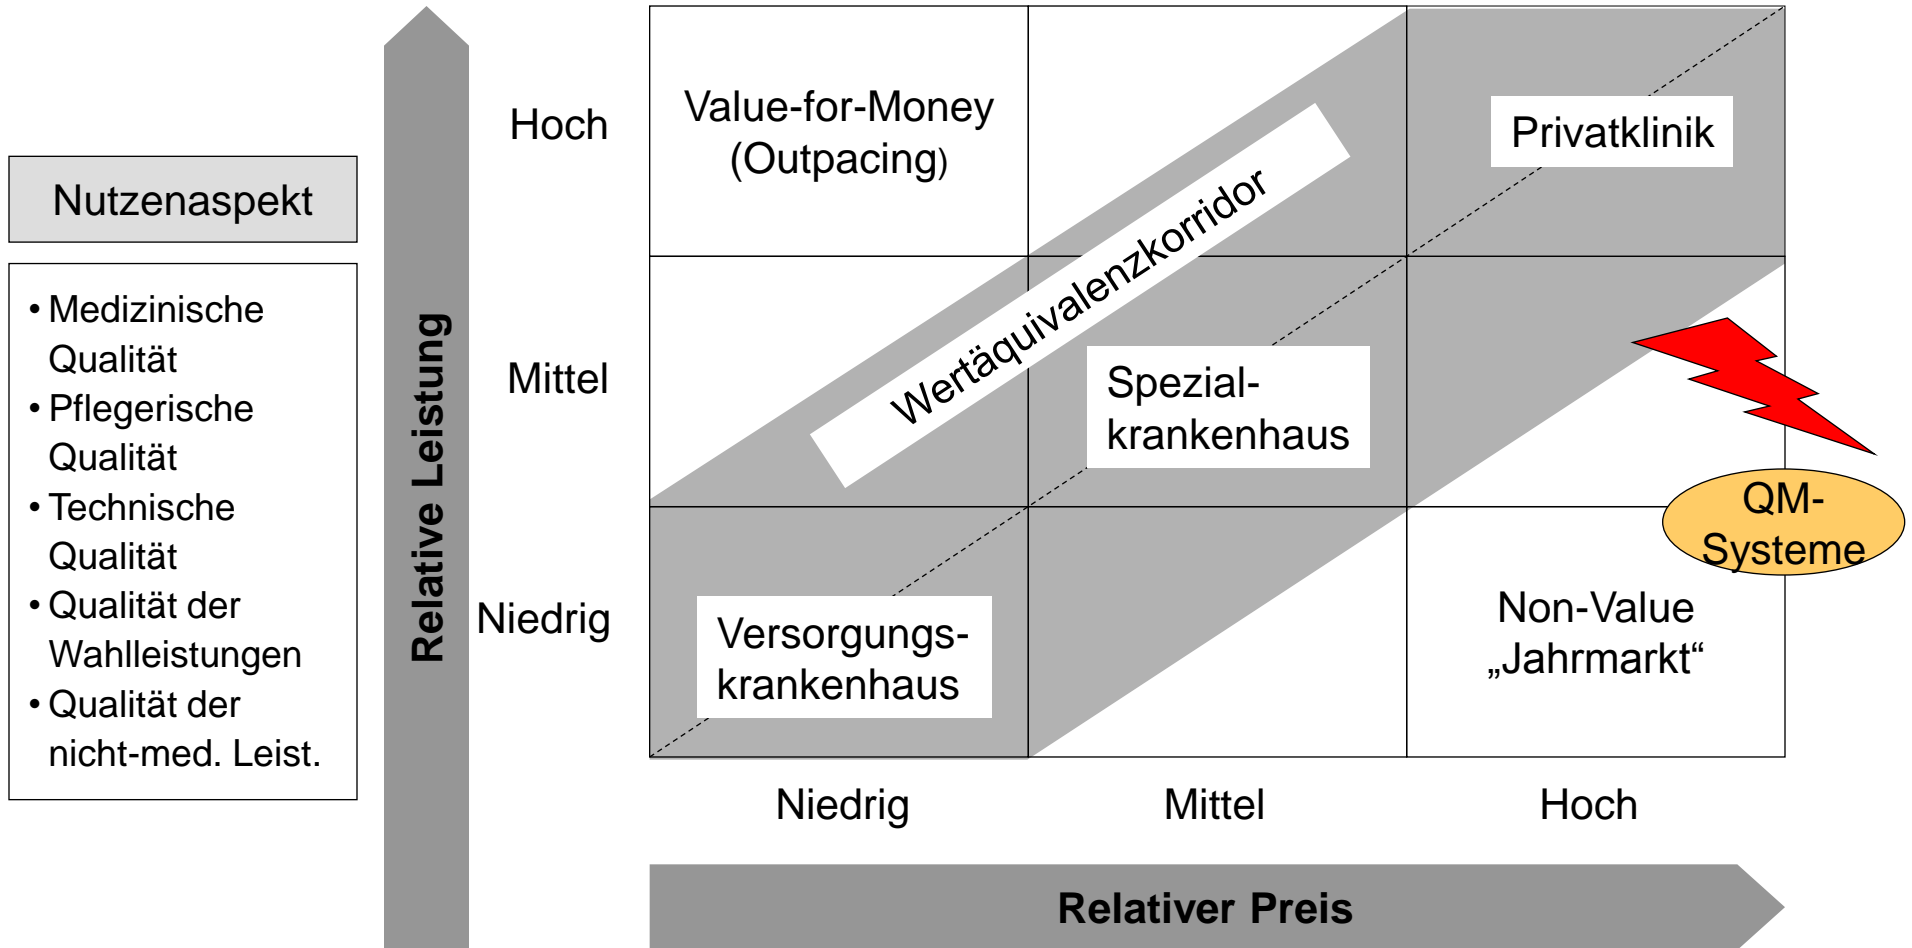 Nutzenaspekt
• Medizinische
Qualität
• Pflegerische
Qualität
• Technische
Qualität
• Qualität der
Wahlleistungen
• Qualität der
nicht-med. Leist.
Relative Leistung
Hoch
Mittel
Niedrig
Value-for-Money
(Outpacing)
Wertäquivalenzkorridor
Privatklinik
Spezial-
krankenhaus
Versorgungs-
krankenhaus
QM-
Systeme
Non-Value
„Jahrmarkt“
Niedrig
Mittel
Hoch
Relativer Preis